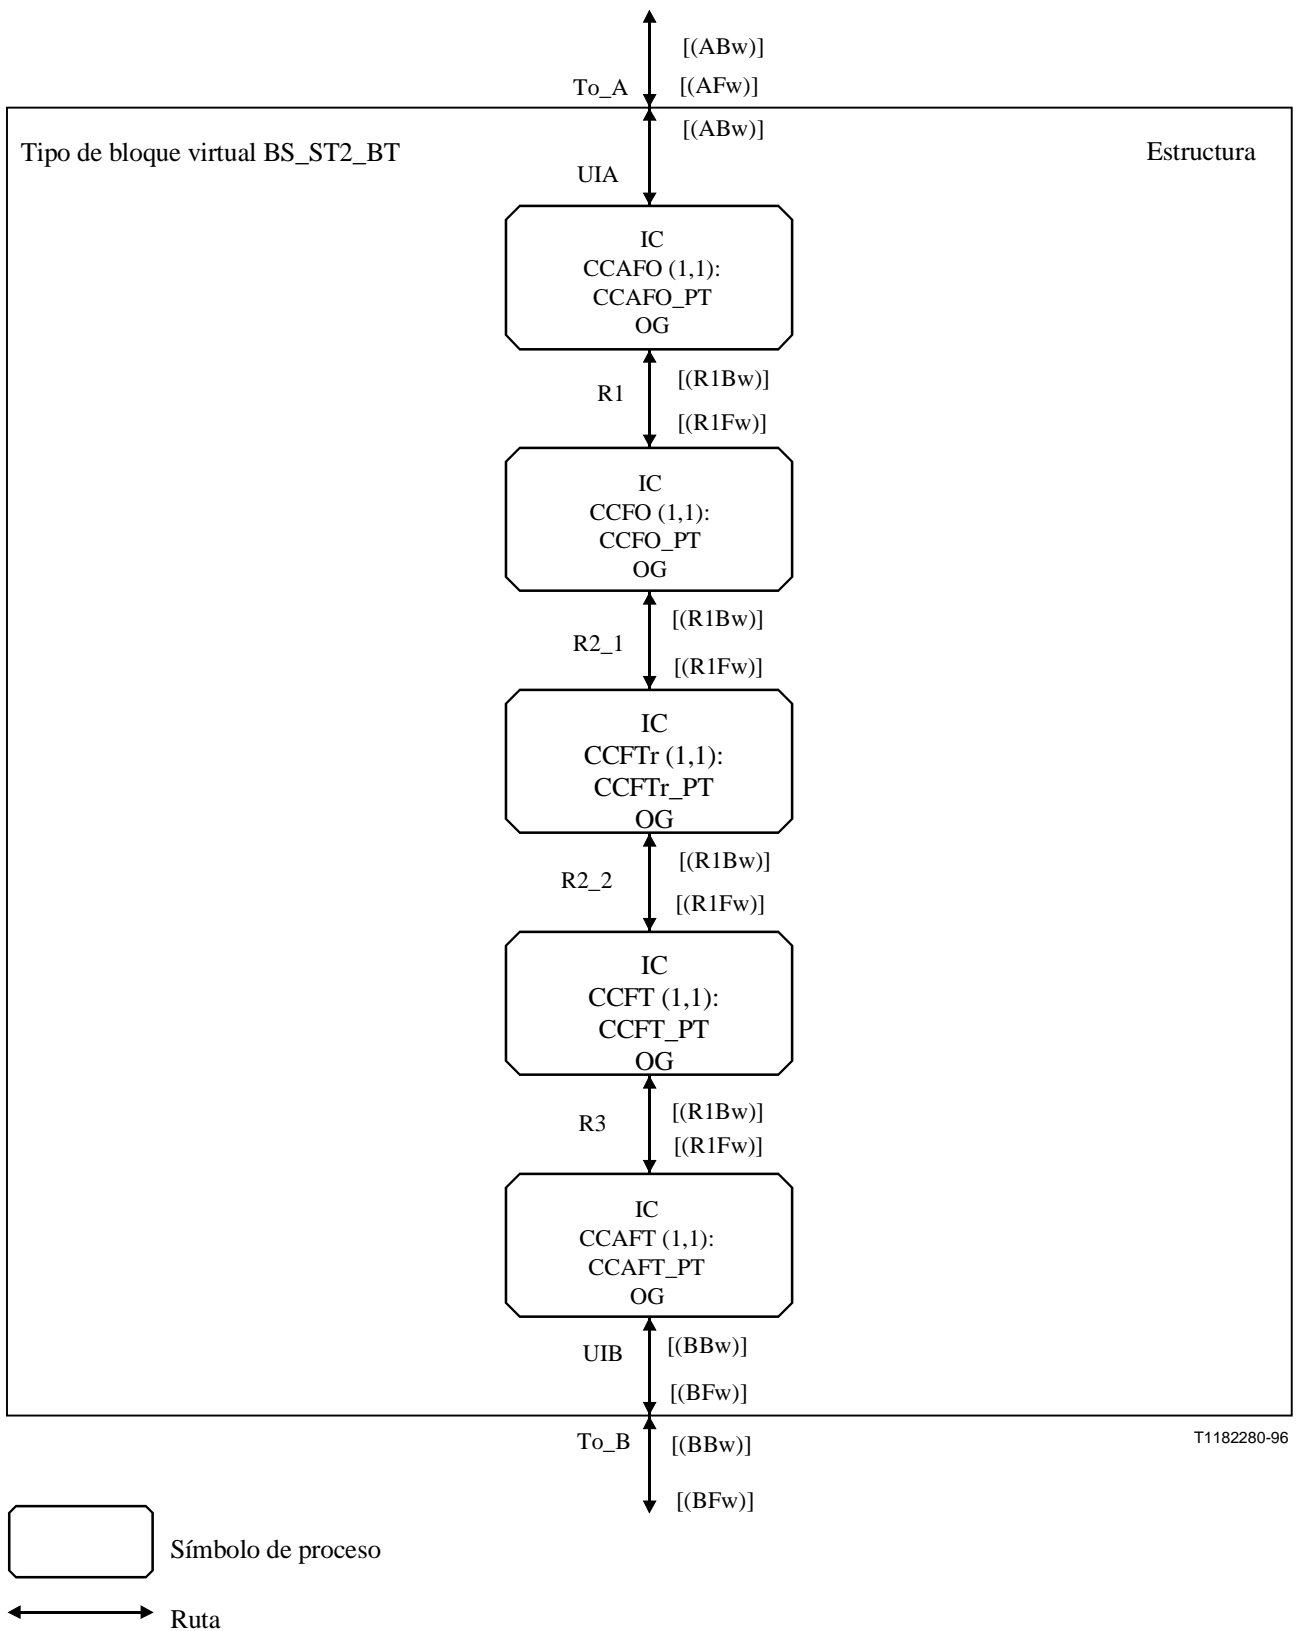 [(ABw)]
To_A
[(AFw)]
[(ABw)]
Tipo de bloque virtual BS_ST2_BT
Estructura
UIA
IC
CCAFO (1,1):
CCAFO_PT
OG
[(R1Bw)]
R1
[(R1Fw)]
IC
CCFO (1,1):
CCFO_PT
OG
[(R1Bw)]
R2_1
[(R1Fw)]
IC
CCFTr (1,1):
CCFTr_PT
OG
[(R1Bw)]
R2_2
[(R1Fw)]
IC
CCFT (1,1):
CCFT_PT
OG
[(R1Bw)]
R3
[(R1Fw)]
IC
CCAFT (1,1):
CCAFT_PT
OG
[(BBw)]
UIB
[(BFw)]
To_B
[(BBw)]
T1182280-96
[(BFw)]
Símbolo de proceso
Ruta